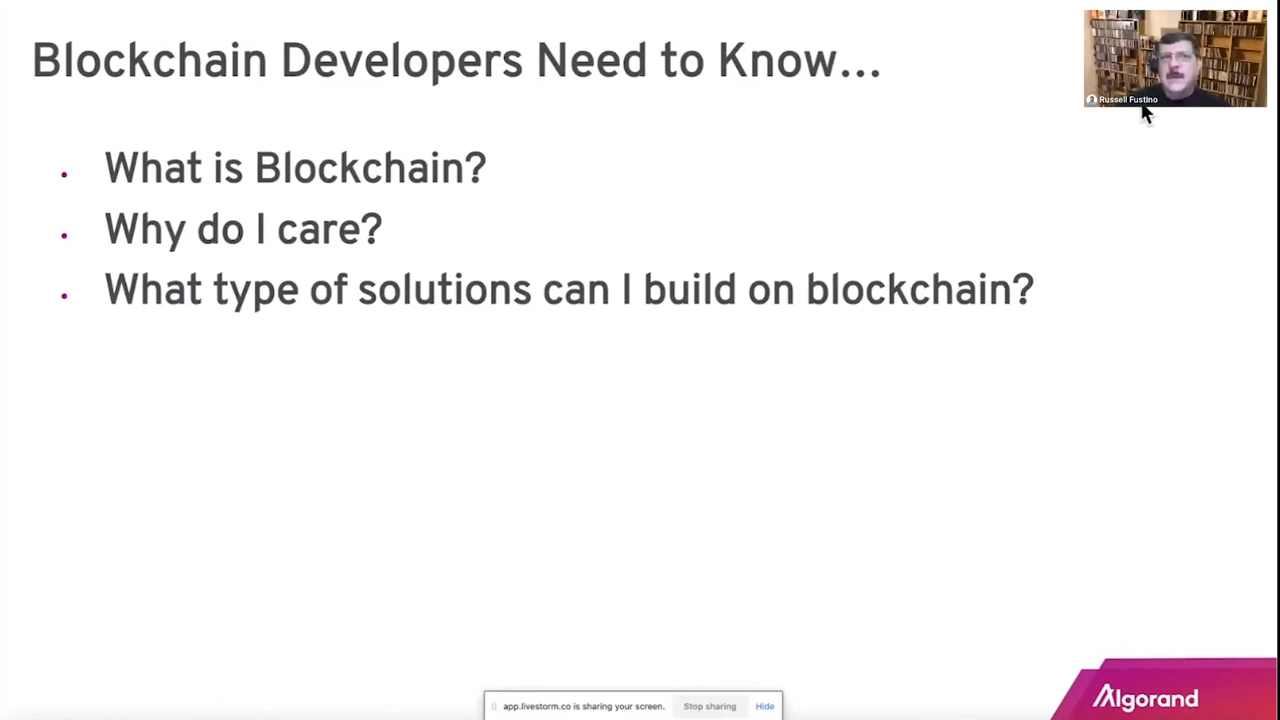 Blockchain Developers Need to Know...
Russell Fustino
What is Blockchain?
Why do I care?
What type of solutions can I build on blockchain?
Algorand
app.livestorm.co is sharing your screen. Stop sharing Hide